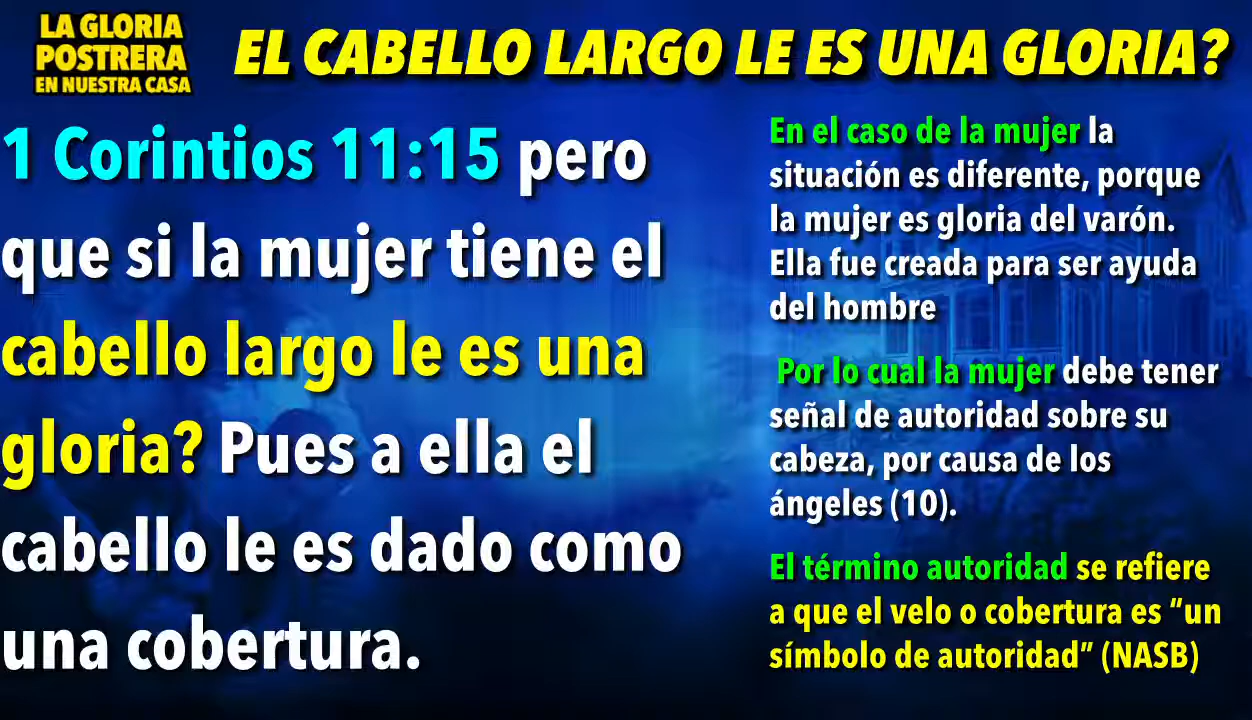 LA GLORIA
POSTRERA
EN NUESTRA CASA
EL CABELLO LARGO LE ES UNA GLORIA?
1 Corintios 11:15 pero
que si la mujer tiene el
cabello largo le es una
gloria? Pues a ella el
cabello le es dado como
una cobertura.
En el caso de la mujer la
situación es diferente, porque
la mujer es gloria del varón.
Ella fue creada para ser ayuda
del hombre
Por lo cual la mujer debe tener
señal de autoridad sobre su
cabeza, por causa de los
ángeles (10).
El término autoridad se refiere
a que el velo o cobertura es “un
símbolo de autoridad” (NASB)